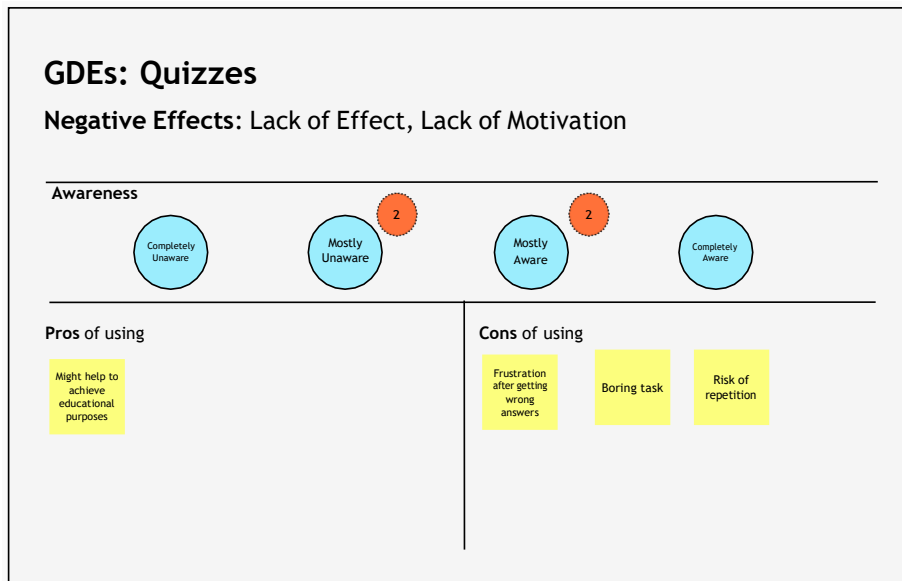 GDEs: Quizzes
Negative Effects: Lack of Effect, Lack of Motivation
Awareness
Completely
Unaware
Mostly
Unaware
2
Mostly
Aware
2
Completely
Aware
Pros of using
Might help to
achieve
educational
purposes
Cons of using
Frustration
after getting
wrong
answers
Boring task
Risk of
repetition